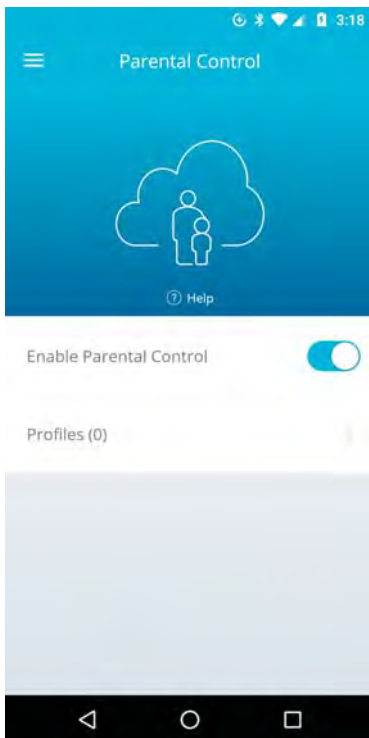 3:18
Parental Control
? Help
Enable Parental Control
Profiles (0)